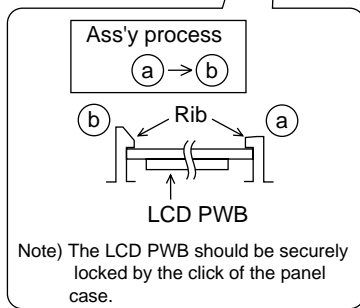 Ass'y process
a → b
b Rib a
LCD PWB
Note) The LCD PWB should be securely
locked by the click of the panel
case.